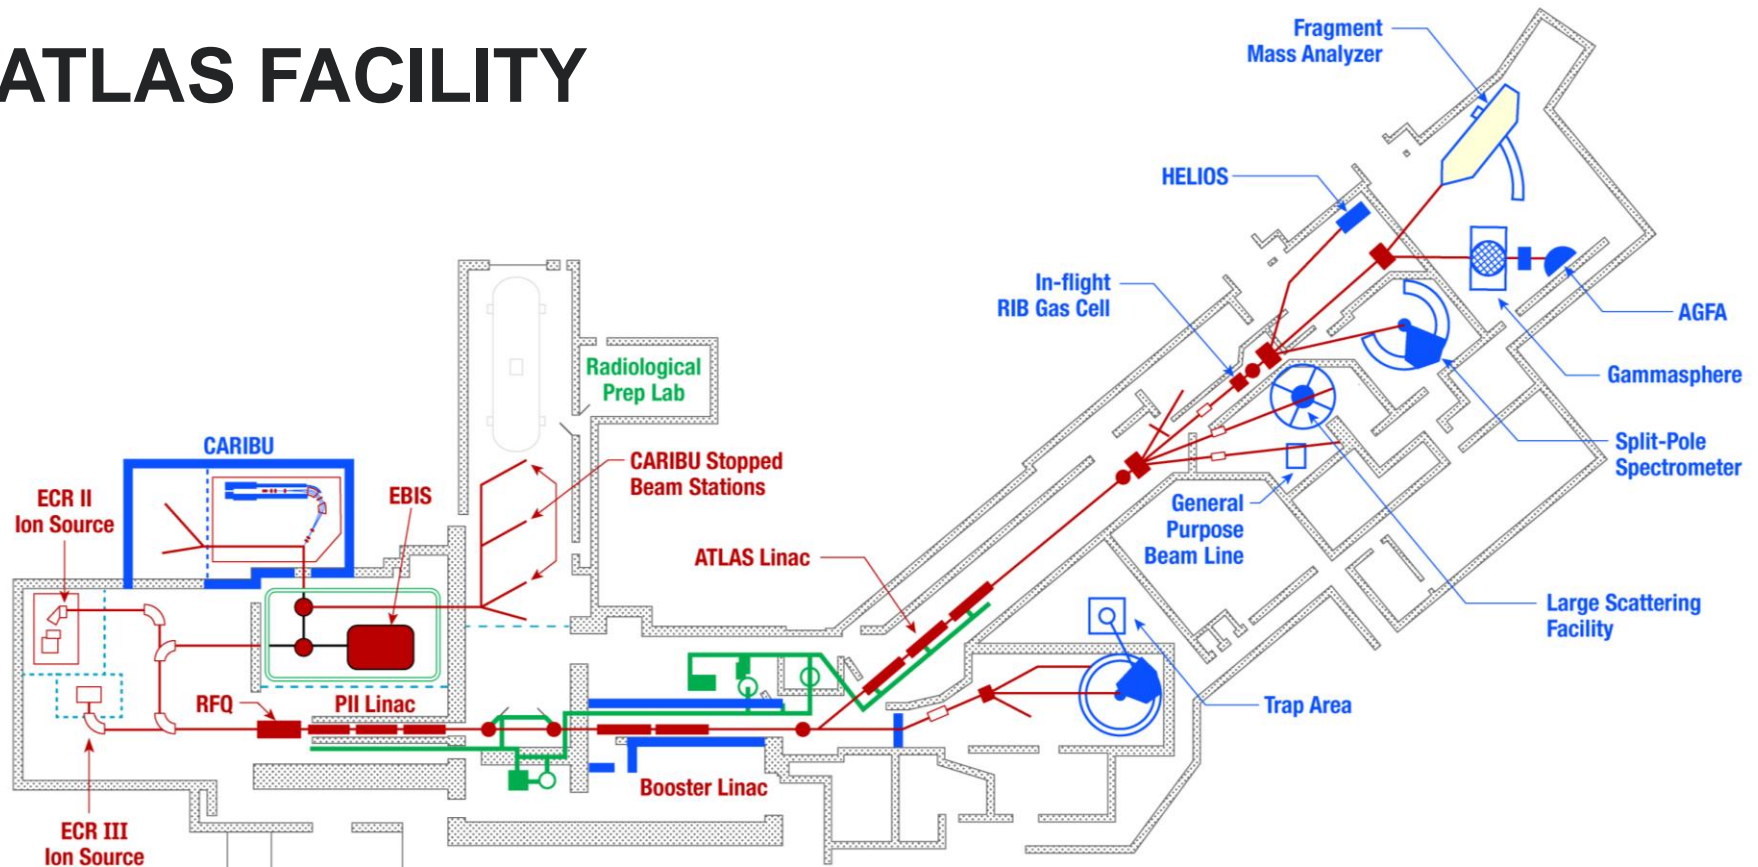 ATLAS FACILITY
Fragment
Mass Analyzer
HELIOS
In-flight
RIB Gas Cell
AGFA
Gammasphere
Radiological
Prep Lab
Split-Pole
Spectrometer
CARIBU
CARIBU Stopped
Beam Stations
ECR II
Ion Source
EBIS
General
Purpose
Beam Line
ATLAS Linac
Large Scattering
Facility
RFQ
PII Linac
Trap Area
Booster Linac
ECR III
Ion Source